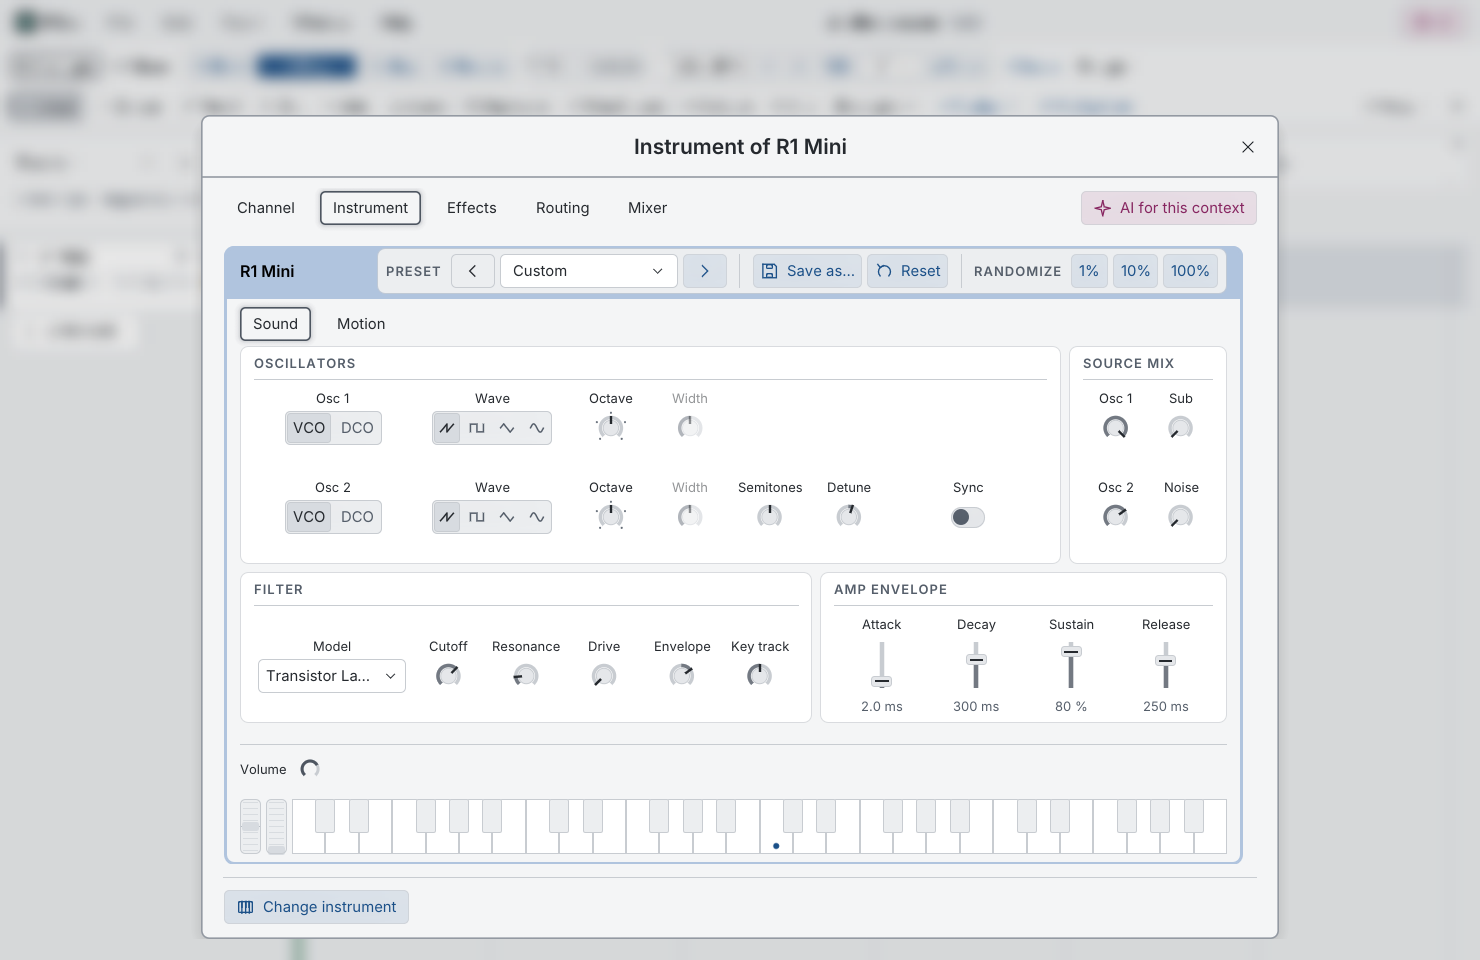 Instrument of R1 Mini
Channel Instrument Effects Routing Mixer AI for this context
R1 Mini PRESET Custom Save as... Reset RANDOMIZE 1% 10% 100%
Sound Motion
OSCILLATORS SOURCE MIX
Osc 1 Wave Octave Width Osc 1 Sub
VCO DCO
Osc 2 Wave Octave Width Semitones Detune Sync Osc 2 Noise
VCO DCO
FILTER AMP ENVELOPE
Attack Decay Sustain Release
Model Cutoff Resonance Drive Envelope Key track
Transistor La...
2.0 ms 300 ms 80 % 250 ms
Volume
Change instrument